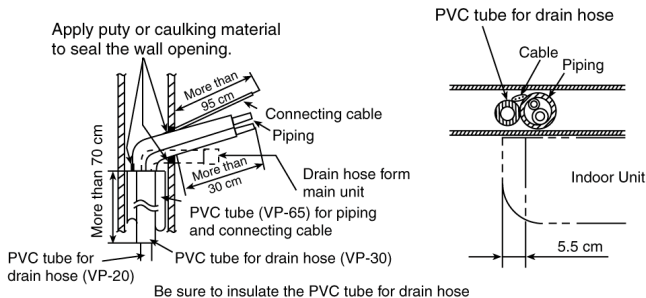 Apply puty or caulking material
to seal the wall opening.
More than
95 cm
Connecting cable
Piping
More than
30 cm
Drain hose form
main unit
More than 70 cm
PVC tube (VP-65) for piping
and connecting cable
PVC tube for
drain hose (VP-20)
PVC tube for drain hose (VP-30)
PVC tube for drain hose
Cable
Piping
Indoor Unit
5.5 cm
Be sure to insulate the PVC tube for drain hose